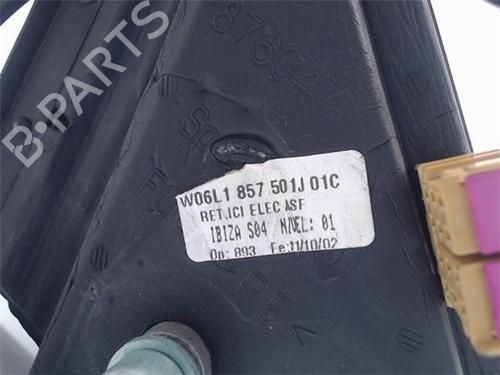 B-PARTS
W06L1 857 501J 01C
RET.ICI ELEC ASF
IBIZA S04 NIVEL: 01
Op: 893 Fe:11/10/02